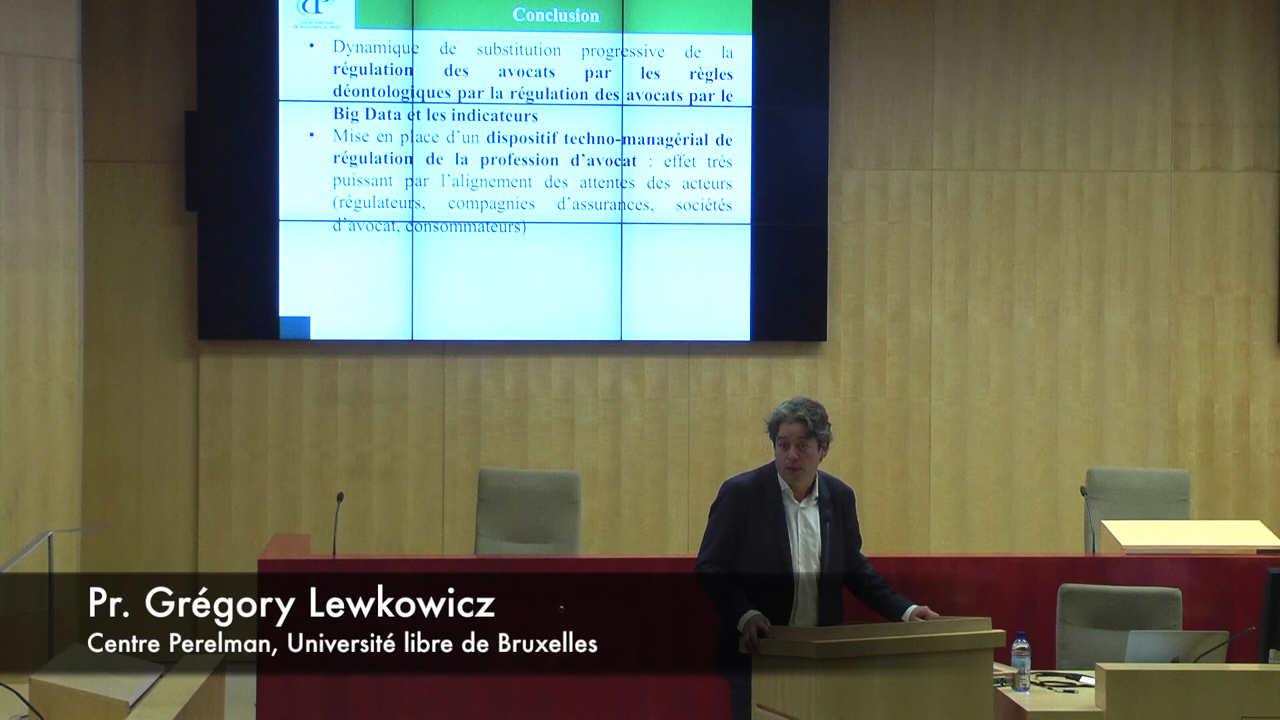 Conclusion
• Dynamique de substitution progressive de la
régulation des avocats par les règles
déontologiques par la régulation des avocats par le
Big Data et les indicateurs
• Mise en place d’un dispositif techno-managérial de
régulation de la profession d’avocat : effet très
puissant par l’alignement des attentes des acteurs
(régulateurs, compagnies d’assurances, sociétés
d’avocat, consommateurs)
Pr. Grégory Lewkowicz
Centre Perelman, Université libre de Bruxelles